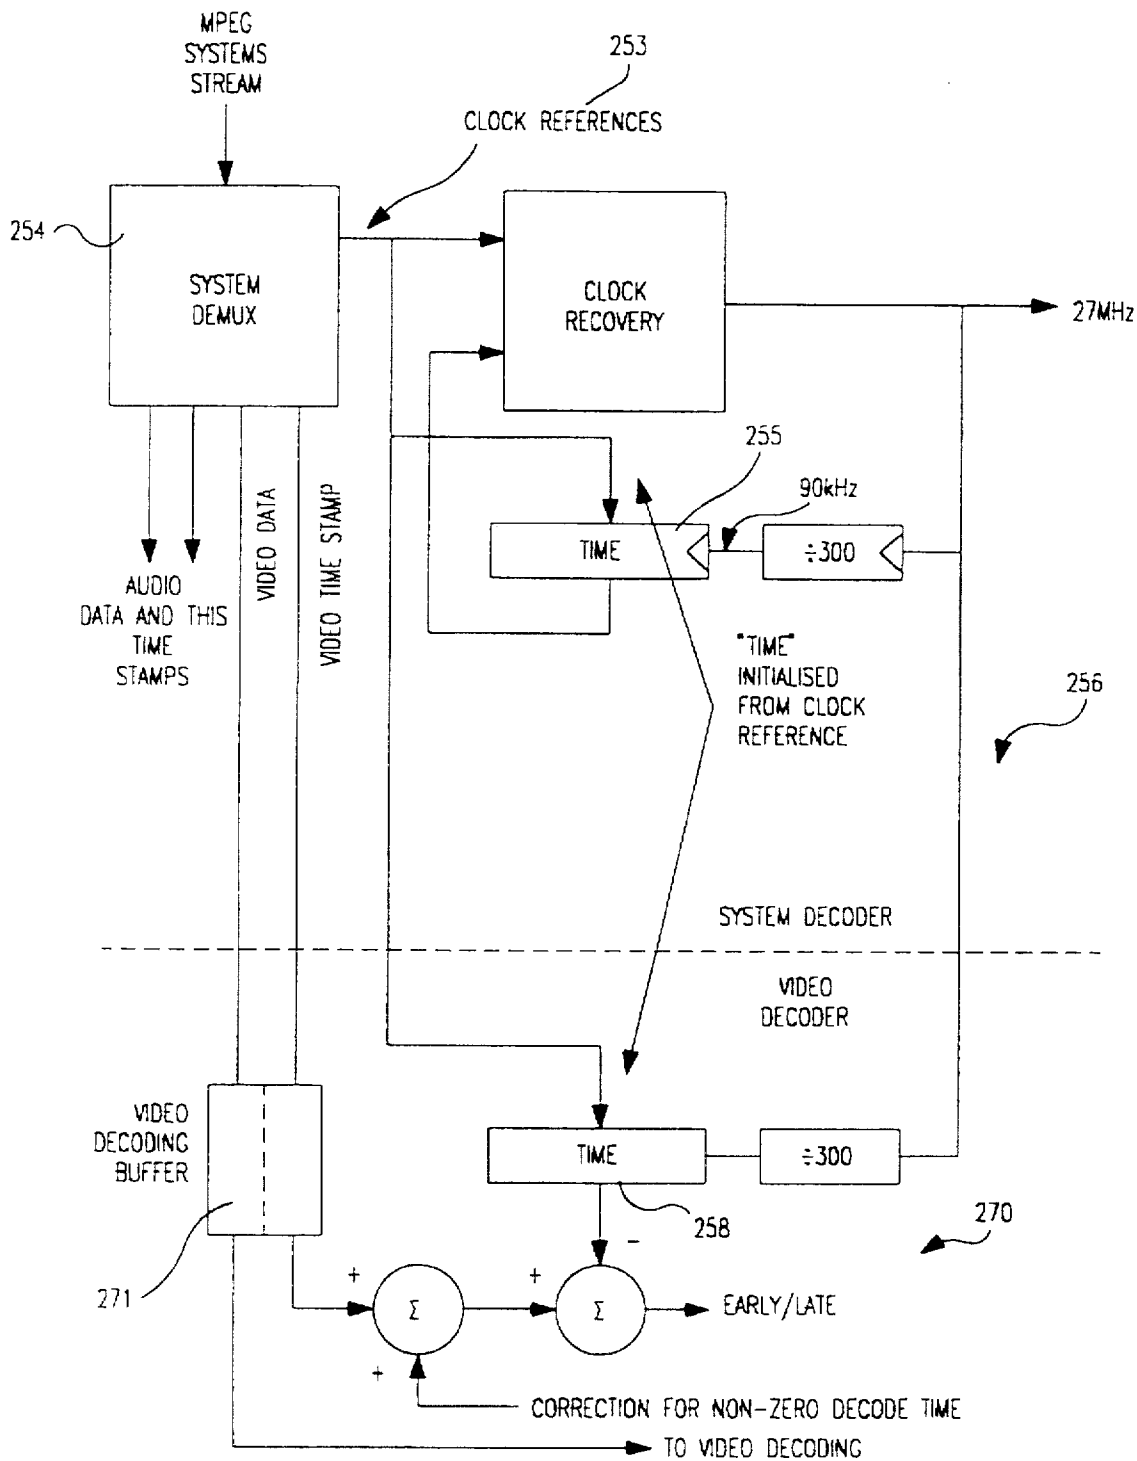 MPEG
SYSTEMS
STREAM
253
CLOCK REFERENCES
254
SYSTEM
DEMUX
CLOCK
RECOVERY
27MHz
255
90kHz
TIME
÷300
VIDEO DATA
VIDEO TIME STAMP
AUDIO
DATA AND THIS
TIME
STAMPS
"TIME"
INITIALISED
FROM CLOCK
REFERENCE
256
SYSTEM DECODER
VIDEO
DECODER
VIDEO
DECODING
BUFFER
TIME
÷300
258
270
271
+
Σ
+
+
−
Σ
EARLY/LATE
CORRECTION FOR NON-ZERO DECODE TIME
TO VIDEO DECODING